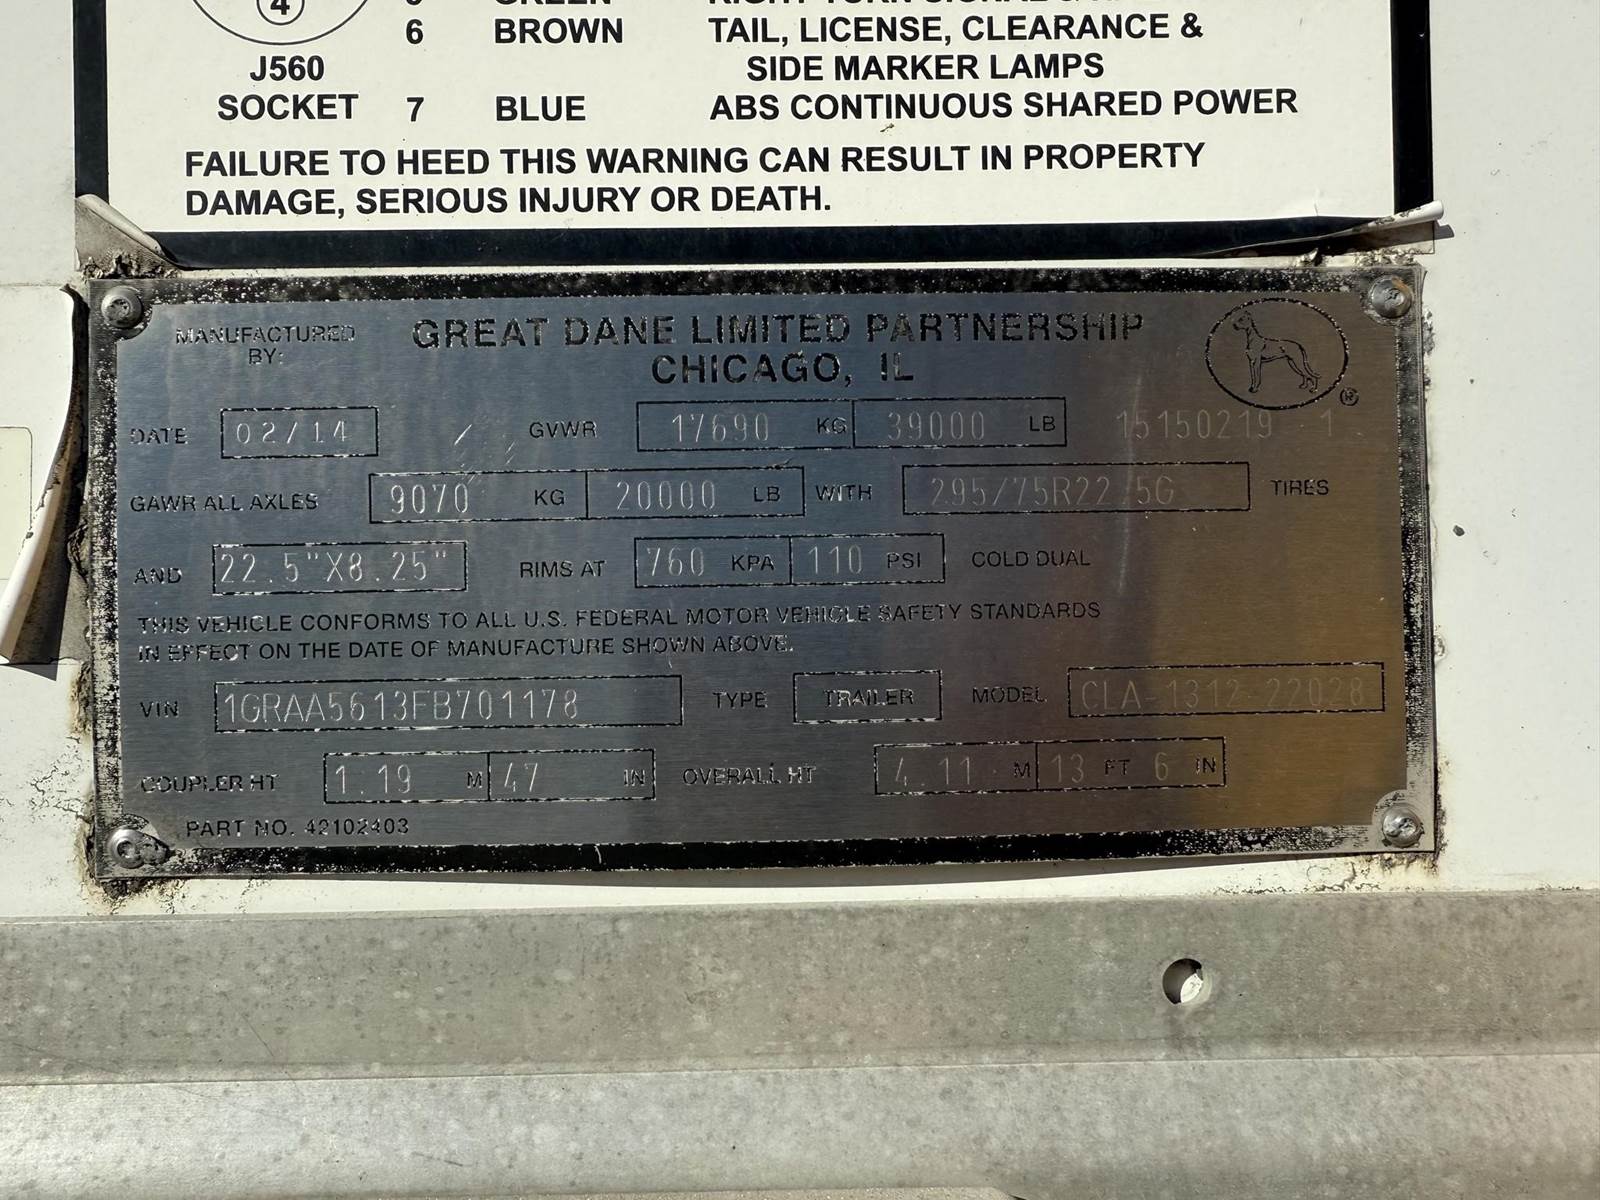 4
6 BROWN TAIL, LICENSE, CLEARANCE &
J560 SIDE MARKER LAMPS
SOCKET 7 BLUE ABS CONTINUOUS SHARED POWER
FAILURE TO HEED THIS WARNING CAN RESULT IN PROPERTY
DAMAGE, SERIOUS INJURY OR DEATH.
MANUFACTURED BY: GREAT DANE LIMITED PARTNERSHIP
CHICAGO, IL
DATE 02/14 GVWR 17690 KG 39000 LB 15150219 1
GAWR ALL AXLES 9070 KG 20000 LB WITH 295/75R22.5G TIRES
AND 22.5"X8.25" RIMS AT 760 KPA 110 PSI COLD DUAL
THIS VEHICLE CONFORMS TO ALL U.S. FEDERAL MOTOR VEHICLE SAFETY STANDARDS
IN EFFECT ON THE DATE OF MANUFACTURE SHOWN ABOVE.
VIN 1GRAA5613FB701178 TYPE TRAILER MODEL CLA-1312-22028
COUPLER HT 1.19 M 47 IN OVERALL HT 4.11 M 13 FT 6 IN
PART NO. 42102403